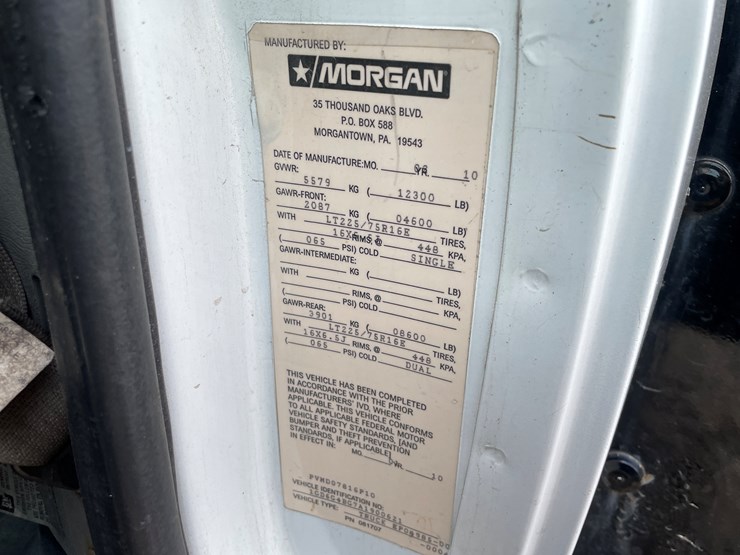 MANUFACTURED BY:
MORGAN
35 THOUSAND OAKS BLVD.
P.O. BOX 588
MORGANTOWN, PA. 19543
DATE OF MANUFACTURE: MO. YR. 10
GVWR:
5579 KG ( 12300 LB)
GAWR-FRONT:
2087 KG ( 04600 LB)
WITH LT225/75R16E TIRES,
RIMS, @ 448 KPA,
( 065 PSI) COLD SINGLE
GAWR-INTERMEDIATE:
KG ( LB)
WITH TIRES,
RIMS, @ KPA,
( PSI) COLD
GAWR-REAR:
3901 KG ( 08600 LB)
WITH LT225/75R16E TIRES,
16X6.5J RIMS, @ 448 KPA,
( 065 PSI) COLD DUAL
THIS VEHICLE HAS BEEN COMPLETED
IN ACCORDANCE WITH THE PRIOR
MANUFACTURERS' IVD, WHERE
APPLICABLE. THIS VEHICLE CONFORMS
TO ALL APPLICABLE FEDERAL MOTOR
VEHICLE SAFETY STANDARDS, [AND
BUMPER AND THEFT PREVENTION
STANDARDS, IF APPLICABLE]
IN EFFECT IN: MO. YR. 10
VEHICLE IDENTIFICATION NO:
VEHICLE TYPE: TRUCK
PN 081707